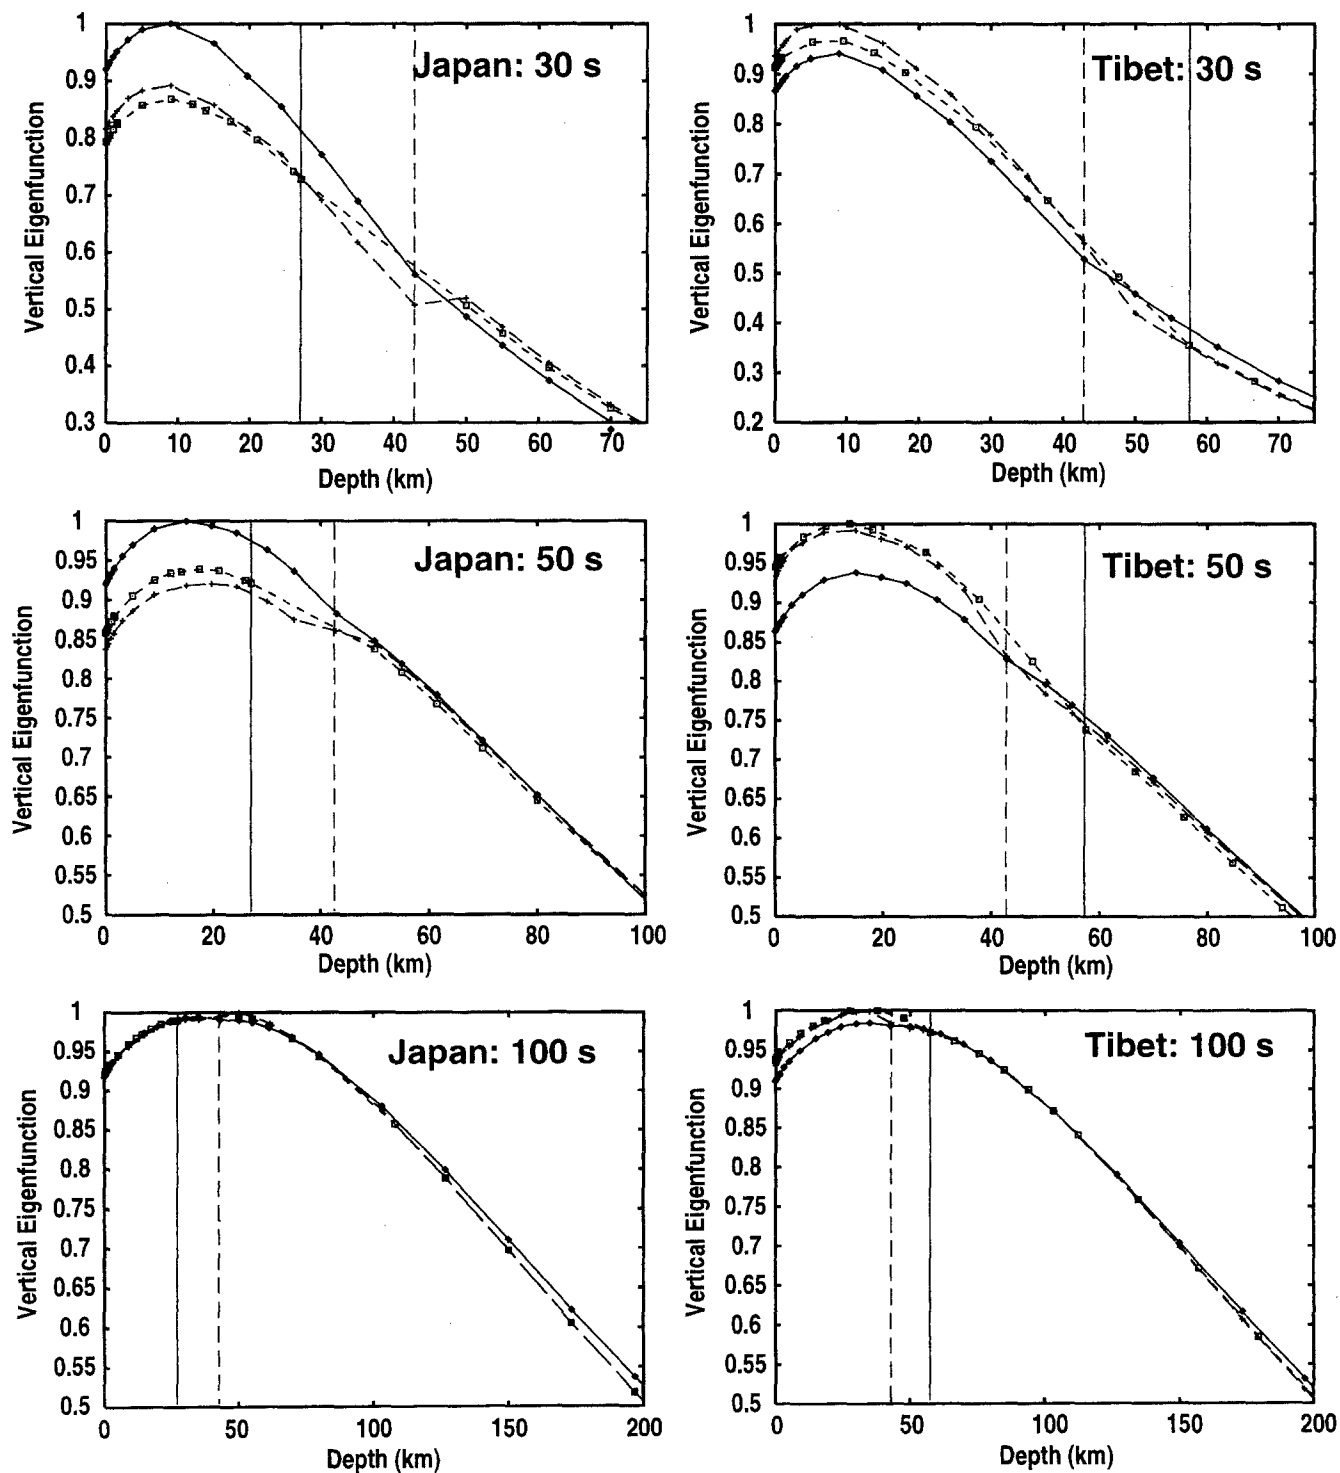 Japan: 30 s
Vertical Eigenfunction
1
0.9
0.8
0.7
0.6
0.5
0.4
0.3
0 10 20 30 40 50 60 70
Depth (km)
Tibet: 30 s
Vertical Eigenfunction
1
0.9
0.8
0.7
0.6
0.5
0.4
0.3
0.2
0 10 20 30 40 50 60 70
Depth (km)
Japan: 50 s
Vertical Eigenfunction
1
0.95
0.9
0.85
0.8
0.75
0.7
0.65
0.6
0.55
0.5
0 20 40 60 80 100
Depth (km)
Tibet: 50 s
Vertical Eigenfunction
1
0.95
0.9
0.85
0.8
0.75
0.7
0.65
0.6
0.55
0.5
0 20 40 60 80 100
Depth (km)
Japan: 100 s
Vertical Eigenfunction
1
0.95
0.9
0.85
0.8
0.75
0.7
0.65
0.6
0.55
0.5
0 50 100 150 200
Depth (km)
Tibet: 100 s
Vertical Eigenfunction
1
0.95
0.9
0.85
0.8
0.75
0.7
0.65
0.6
0.55
0.5
0 50 100 150 200
Depth (km)